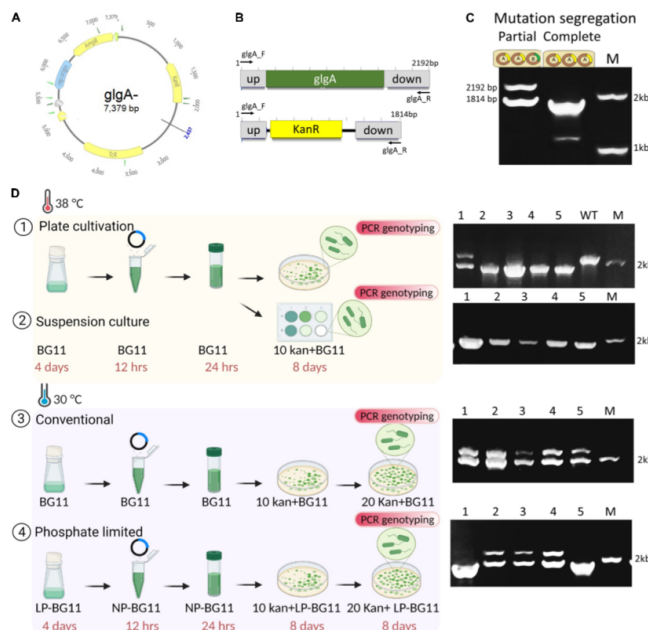 A
glgA-
7,379 bp
B
glgA_F
1
2192bp
up
glgA
down
glgA_R
glgA_F
1
1814bp
up
KanR
down
glgA_R
C
Mutation segregation
Partial Complete
M
2192 bp
1814 bp
2kb
1kb
D
38 °C
1 Plate cultivation
PCR genotyping
2 Suspension culture
PCR genotyping
BG11 BG11 BG11 10 kan+BG11
4 days 12 hrs 24 hrs 8 days
1 2 3 4 5 WT M
2kb
1 2 3 4 5 M
2kb
30 °C
3 Conventional
PCR genotyping
BG11 BG11 BG11 10 kan+BG11 20 Kan+BG11
4 Phosphate limited
PCR genotyping
LP-BG11 NP-BG11 NP-BG11 10 kan+LP-BG11 20 Kan+ LP-BG11
4 days 12 hrs 24 hrs 8 days 8 days
1 2 3 4 5 M
2kb
1 2 3 4 5 M
2kb